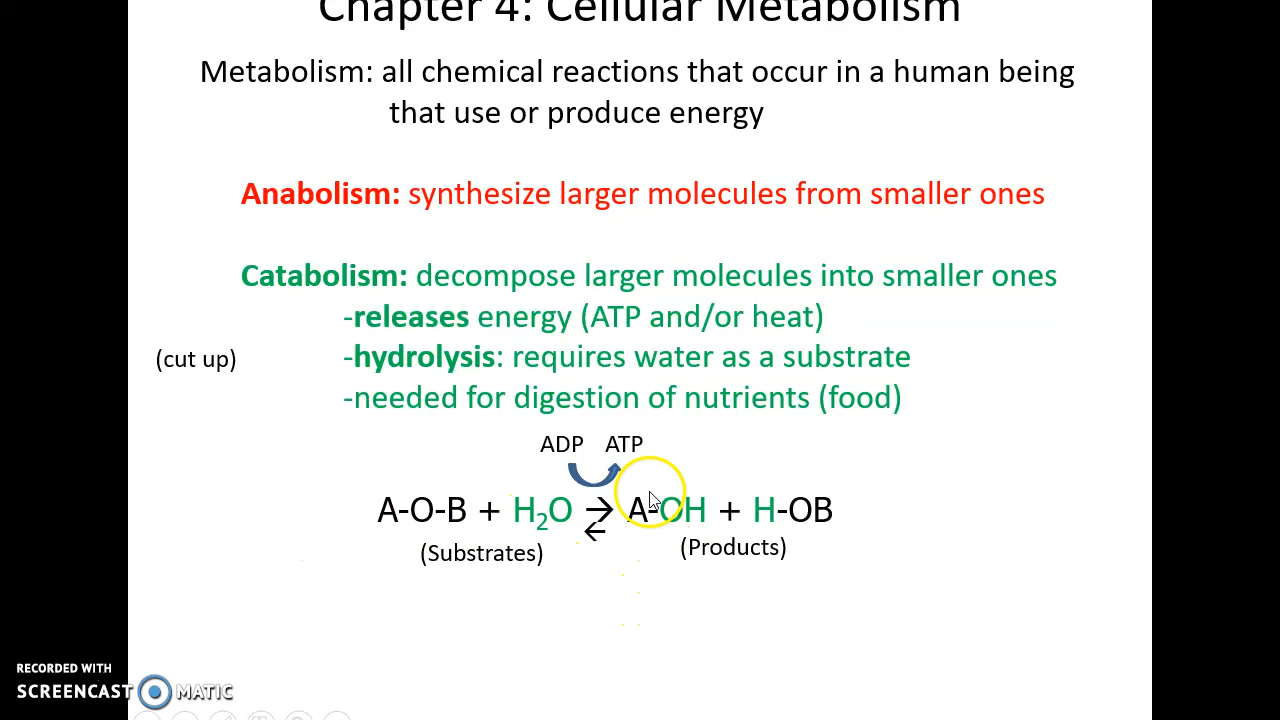 Chapter 4: Cellular Metabolism
Metabolism: all chemical reactions that occur in a human being
that use or produce energy
Anabolism: synthesize larger molecules from smaller ones
Catabolism: decompose larger molecules into smaller ones
-releases energy (ATP and/or heat)
(cut up) -hydrolysis: requires water as a substrate
-needed for digestion of nutrients (food)
ADP ATP
A-O-B + H₂O → A-OH + H-OB
←
(Substrates) (Products)
RECORDED WITH
SCREENCAST MATIC